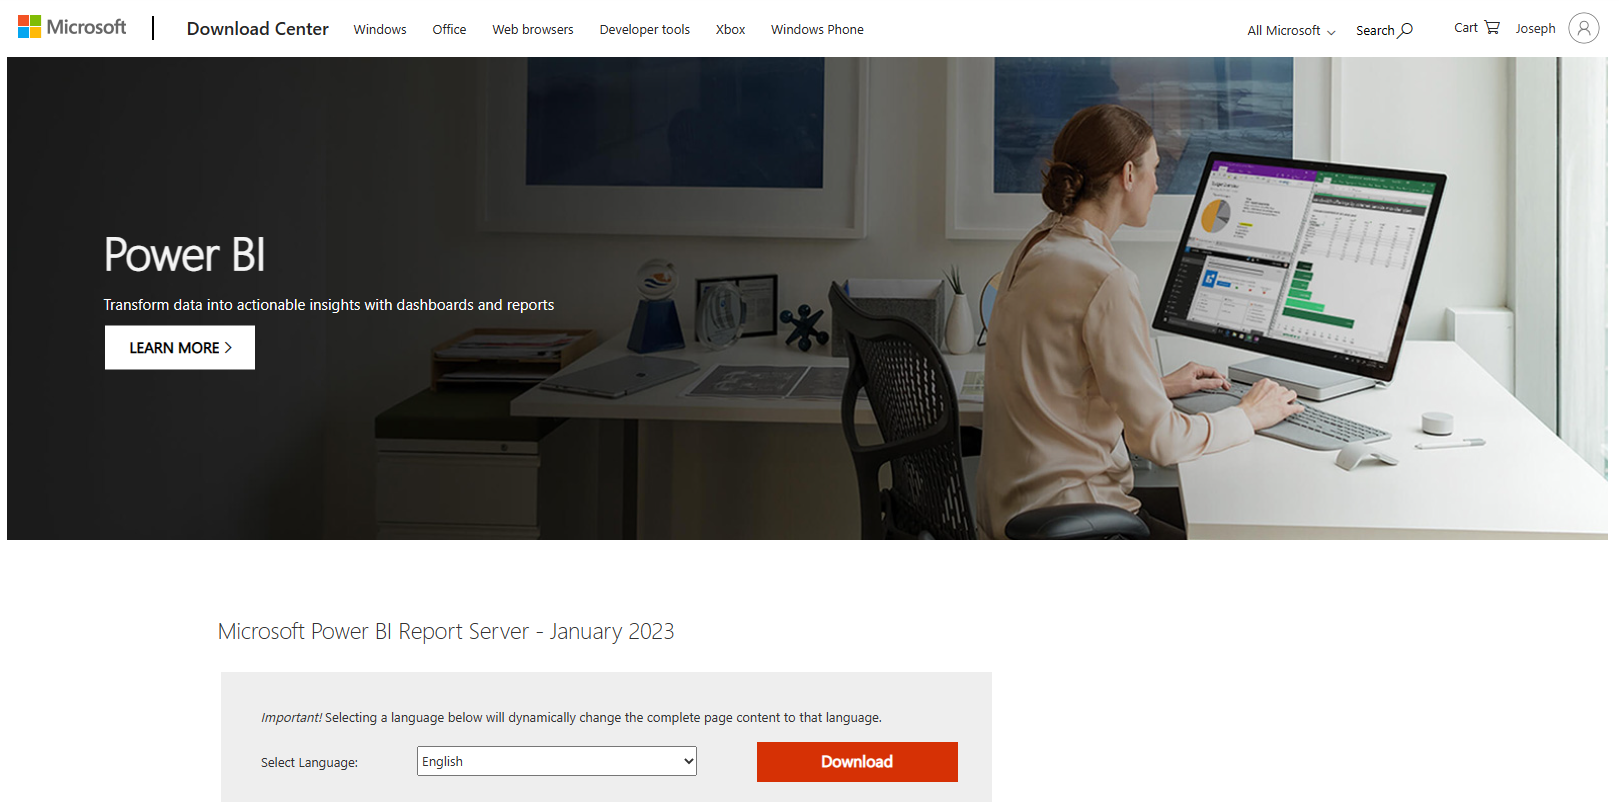 Microsoft Download Center Windows Office Web browsers Developer tools Xbox Windows Phone All Microsoft Search Cart Joseph
Power BI
Transform data into actionable insights with dashboards and reports
LEARN MORE
Microsoft Power BI Report Server - January 2023
Important! Selecting a language below will dynamically change the complete page content to that language.
Select Language: English Download